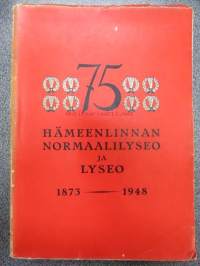 75
HÄMEENLINNAN
NORMAALILYSEO
JA
LYSEO
1873 — 1948